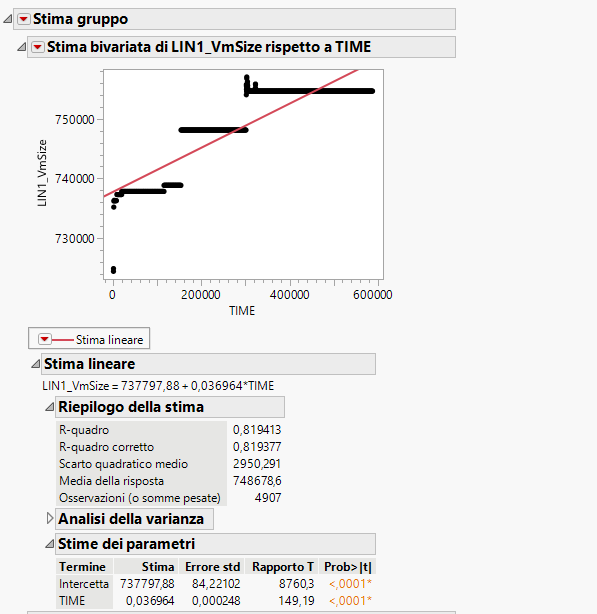 Stima gruppo
Stima bivariata di LIN1_VmSize rispetto a TIME
750000
740000
730000
LIN1_VmSize
0
200000
400000
600000
TIME
Stima lineare
Stima lineare
LIN1_VmSize = 737797,88 + 0,036964*TIME
Riepilogo della stima
R-quadro 0,819413
R-quadro corretto 0,819377
Scarto quadratico medio 2950,291
Media della risposta 748678,6
Osservazioni (o somme pesate) 4907
Analisi della varianza
Stime dei parametri
Termine Stima Errore std Rapporto T Prob>|t|
Intercetta 737797,88 84,22102 8760,3 <,0001*
TIME 0,036964 0,000248 149,19 <,0001*